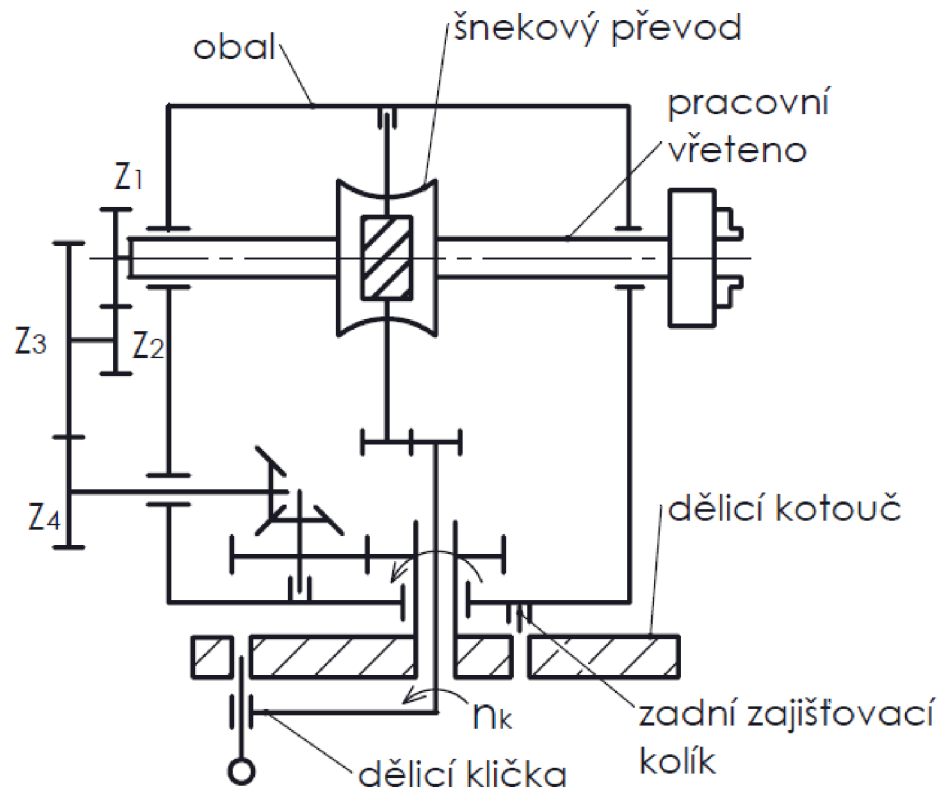 šnekový převod
obal
pracovní
vřeteno
Z1
Z3
Z2
Z4
dělicí kotouč
nk
zadní zajišťovací
kolík
dělicí klička